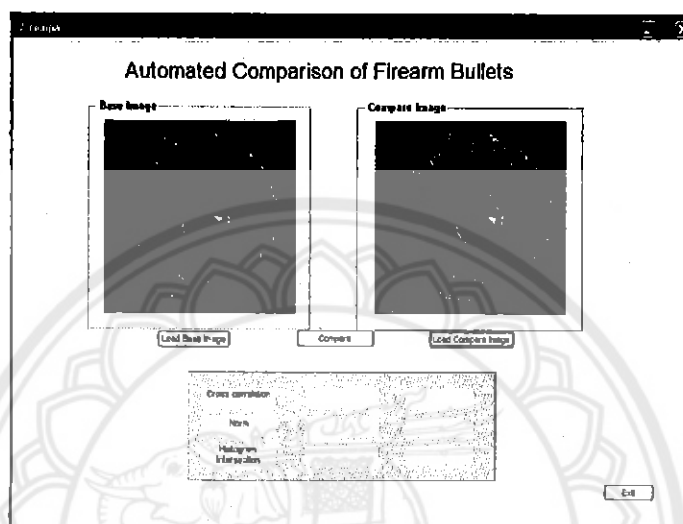 Automated Comparison of Firearm Bullets
Base Image
Compare Image
Load Base Image
Compare
Load Compare Image
Cross correlation
Norm
Histogram
Intersection
Exit